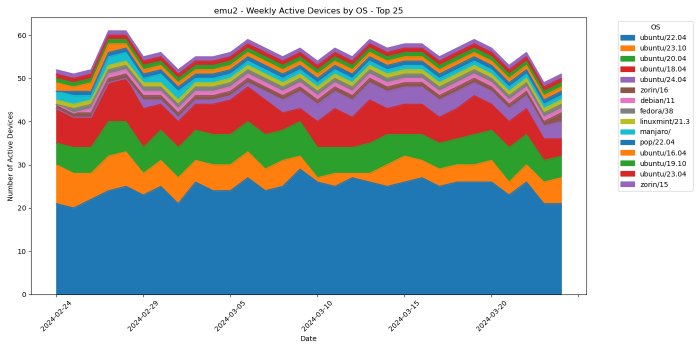 emu2 - Weekly Active Devices by OS - Top 25
Number of Active Devices
60
50
40
30
20
10
0
2024-02-24
2024-02-29
2024-03-05
2024-03-10
2024-03-15
2024-03-20
Date
OS
ubuntu/22.04
ubuntu/23.10
ubuntu/20.04
ubuntu/18.04
ubuntu/24.04
zorin/16
debian/11
fedora/38
linuxmint/21.3
manjaro/
pop/22.04
ubuntu/16.04
ubuntu/19.10
ubuntu/23.04
zorin/15